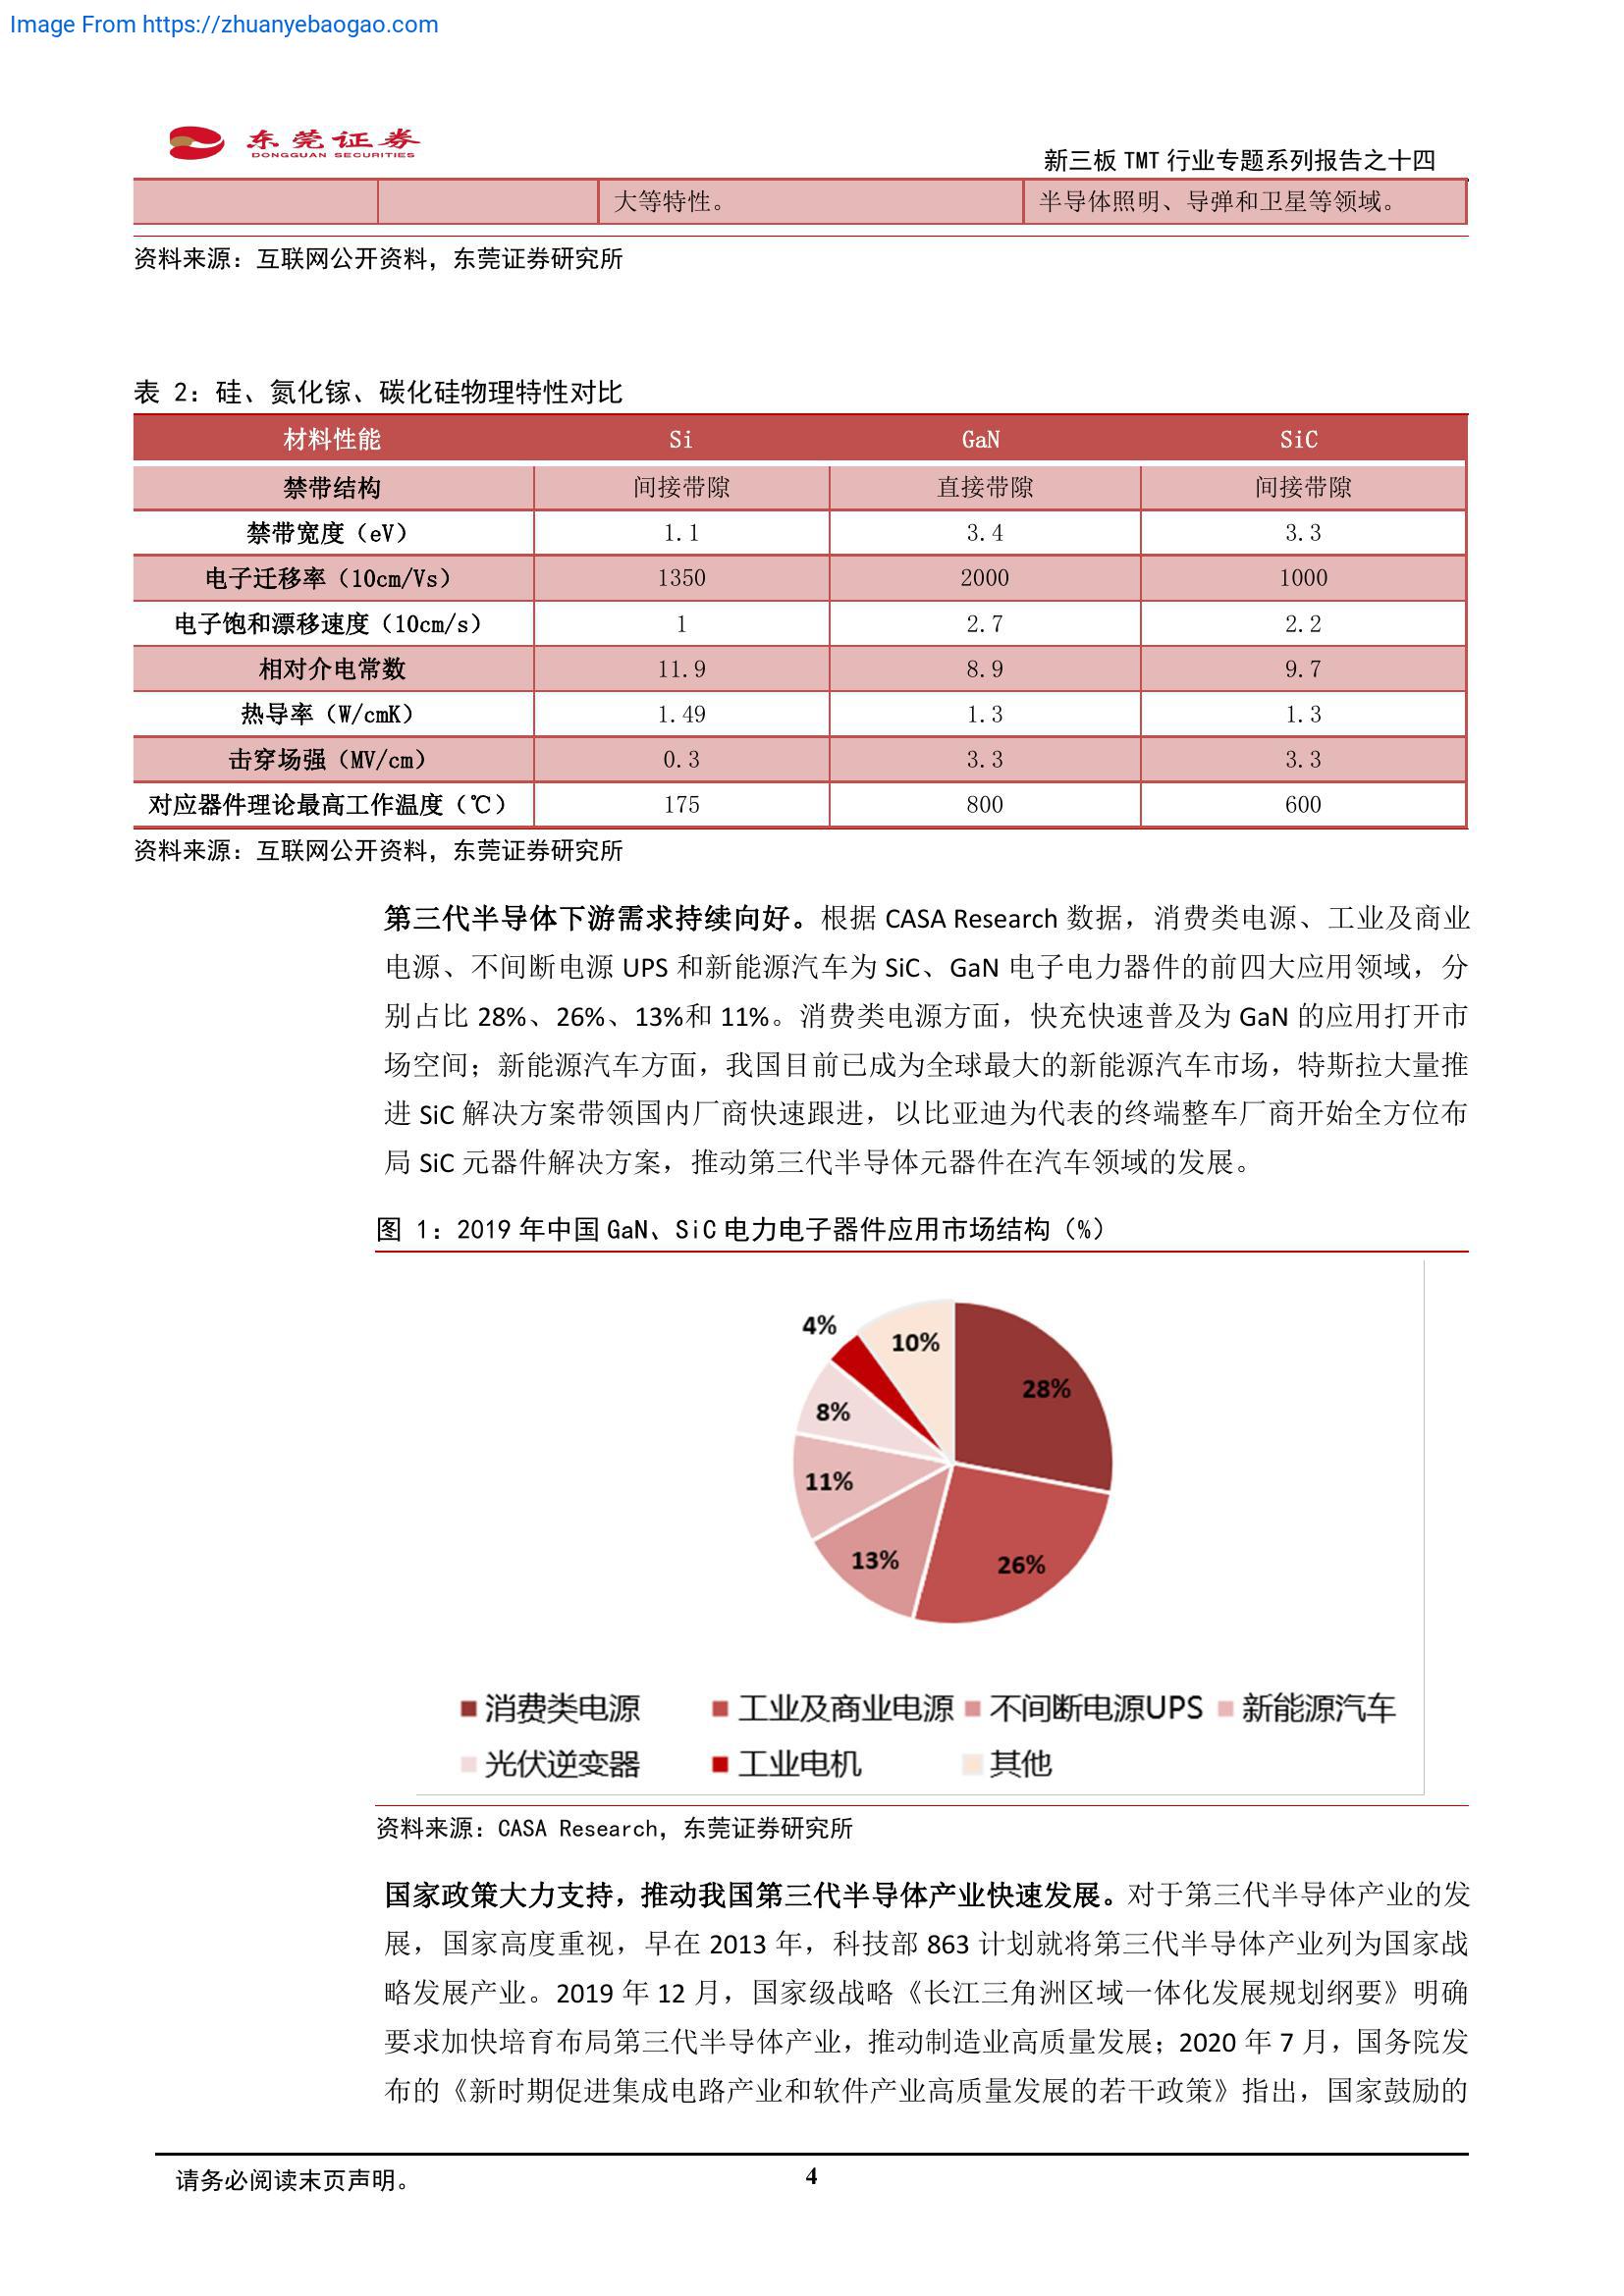 Image From https://zhuanyebaogao.com
东莞证券
DONGGUAN SECURITIES
新三板 TMT 行业专题系列报告之十四
大等特性。 半导体照明、导弹和卫星等领域。
资料来源：互联网公开资料，东莞证券研究所
表 2：硅、氮化镓、碳化硅物理特性对比
材料性能 Si GaN SiC
禁带结构 间接带隙 直接带隙 间接带隙
禁带宽度（eV） 1.1 3.4 3.3
电子迁移率（10cm/Vs） 1350 2000 1000
电子饱和漂移速度（10cm/s） 1 2.7 2.2
相对介电常数 11.9 8.9 9.7
热导率（W/cmK） 1.49 1.3 1.3
击穿场强（MV/cm） 0.3 3.3 3.3
对应器件理论最高工作温度（℃） 175 800 600
资料来源：互联网公开资料，东莞证券研究所
第三代半导体下游需求持续向好。根据 CASA Research 数据，消费类电源、工业及商业
电源、不间断电源 UPS 和新能源汽车为 SiC、GaN 电子电力器件的前四大应用领域，分
别占比 28%、26%、13%和 11%。消费类电源方面，快充快速普及为 GaN 的应用打开市
场空间；新能源汽车方面，我国目前已成为全球最大的新能源汽车市场，特斯拉大量推
进 SiC 解决方案带领国内厂商快速跟进，以比亚迪为代表的终端整车厂商开始全方位布
局 SiC 元器件解决方案，推动第三代半导体元器件在汽车领域的发展。
图 1：2019 年中国 GaN、SiC 电力电子器件应用市场结构（%）
4%
10%
28%
8%
11%
13%
26%
消费类电源 工业及商业电源 不间断电源UPS 新能源汽车
光伏逆变器 工业电机 其他
资料来源：CASA Research，东莞证券研究所
国家政策大力支持，推动我国第三代半导体产业快速发展。对于第三代半导体产业的发
展，国家高度重视，早在 2013 年，科技部 863 计划就将第三代半导体产业列为国家战
略发展产业。2019 年 12 月，国家级战略《长江三角洲区域一体化发展规划纲要》明确
要求加快培育布局第三代半导体产业，推动制造业高质量发展；2020 年 7 月，国务院发
布的《新时期促进集成电路产业和软件产业高质量发展的若干政策》指出，国家鼓励的
请务必阅读末页声明。
4